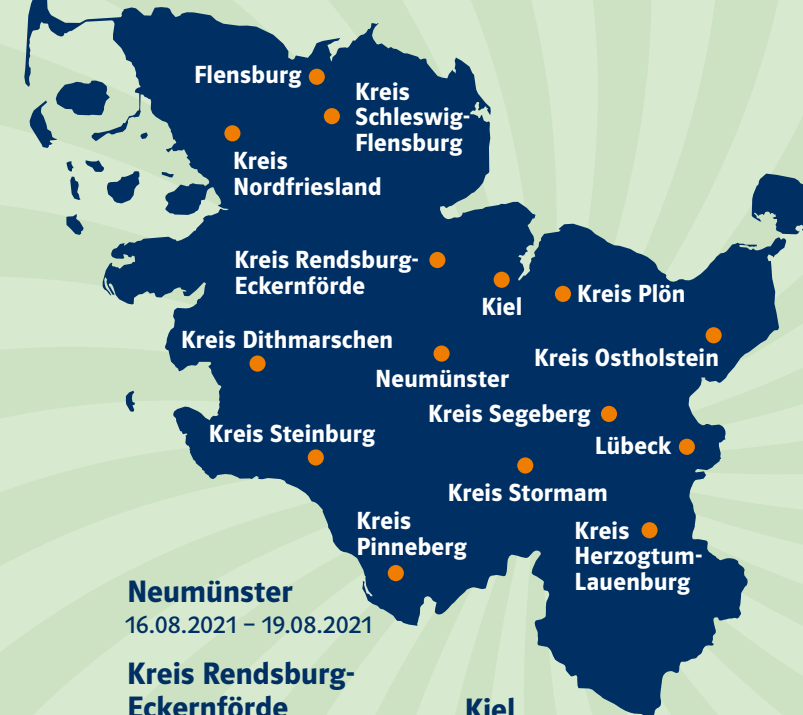 Flensburg
Kreis
Schleswig-
Flensburg
Kreis
Nordfriesland
Kreis Rendsburg-
Eckernförde
Kiel
Kreis Plön
Kreis Dithmarschen
Neumünster
Kreis Ostholstein
Kreis Segeberg
Kreis Steinburg
Lübeck
Kreis Stormam
Kreis
Pinneberg
Kreis
Herzogtum-
Lauenburg
Neumünster
16.08.2021 – 19.08.2021
Kreis Rendsburg-
Eckernförde
Kiel